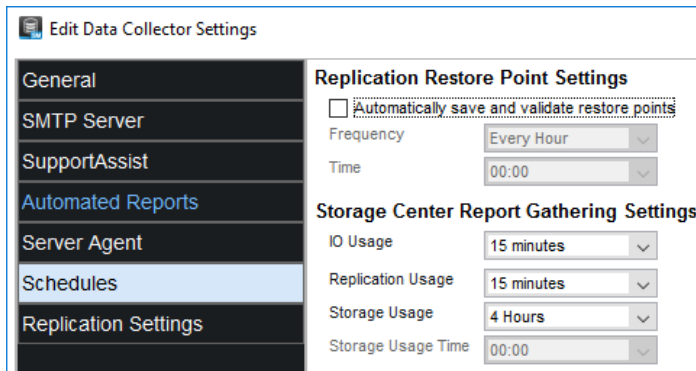 Edit Data Collector Settings
General
SMTP Server
SupportAssist
Automated Reports
Server Agent
Schedules
Replication Settings
Replication Restore Point Settings
Automatically save and validate restore points
Frequency Every Hour
Time 00:00
Storage Center Report Gathering Settings
IO Usage 15 minutes
Replication Usage 15 minutes
Storage Usage 4 Hours
Storage Usage Time 00:00